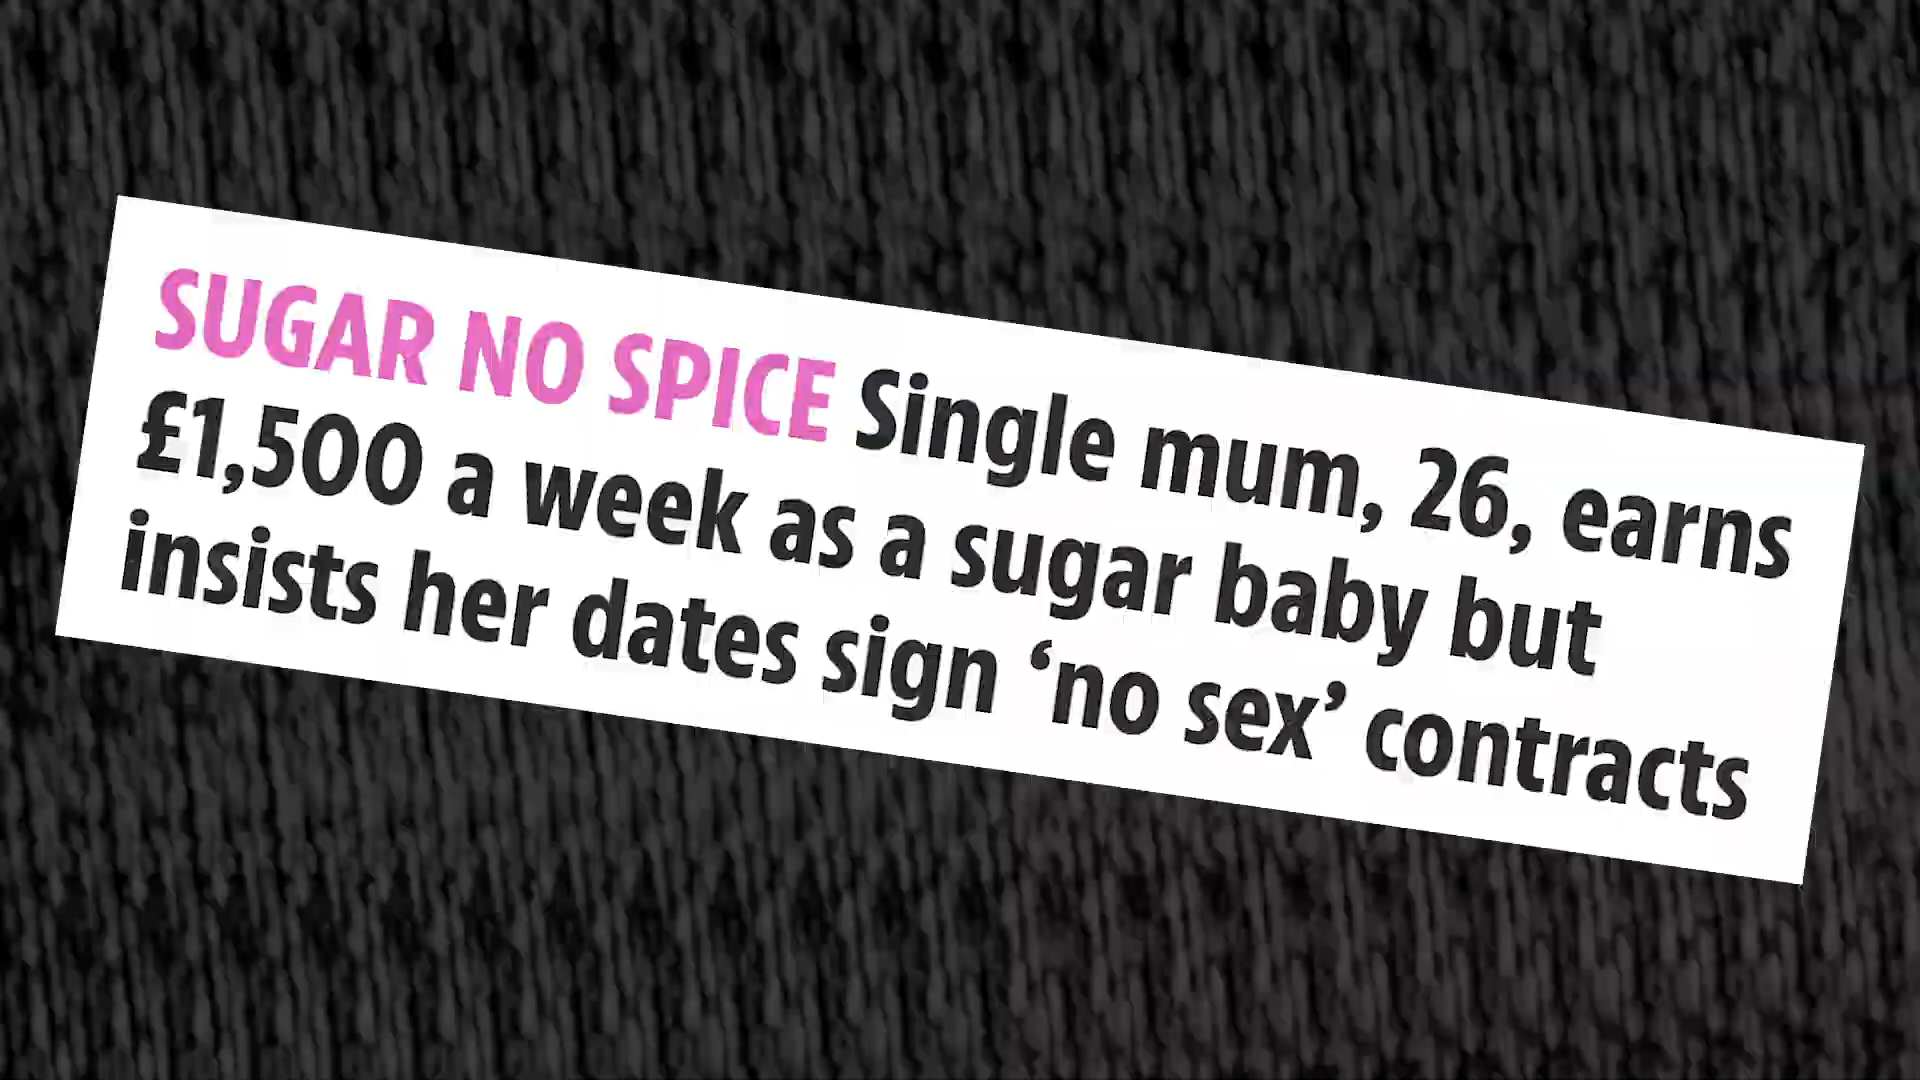 SUGAR NO SPICE Single mum, 26, earns
£1,500 a week as a sugar baby but
insists her dates sign ‘no sex’ contracts